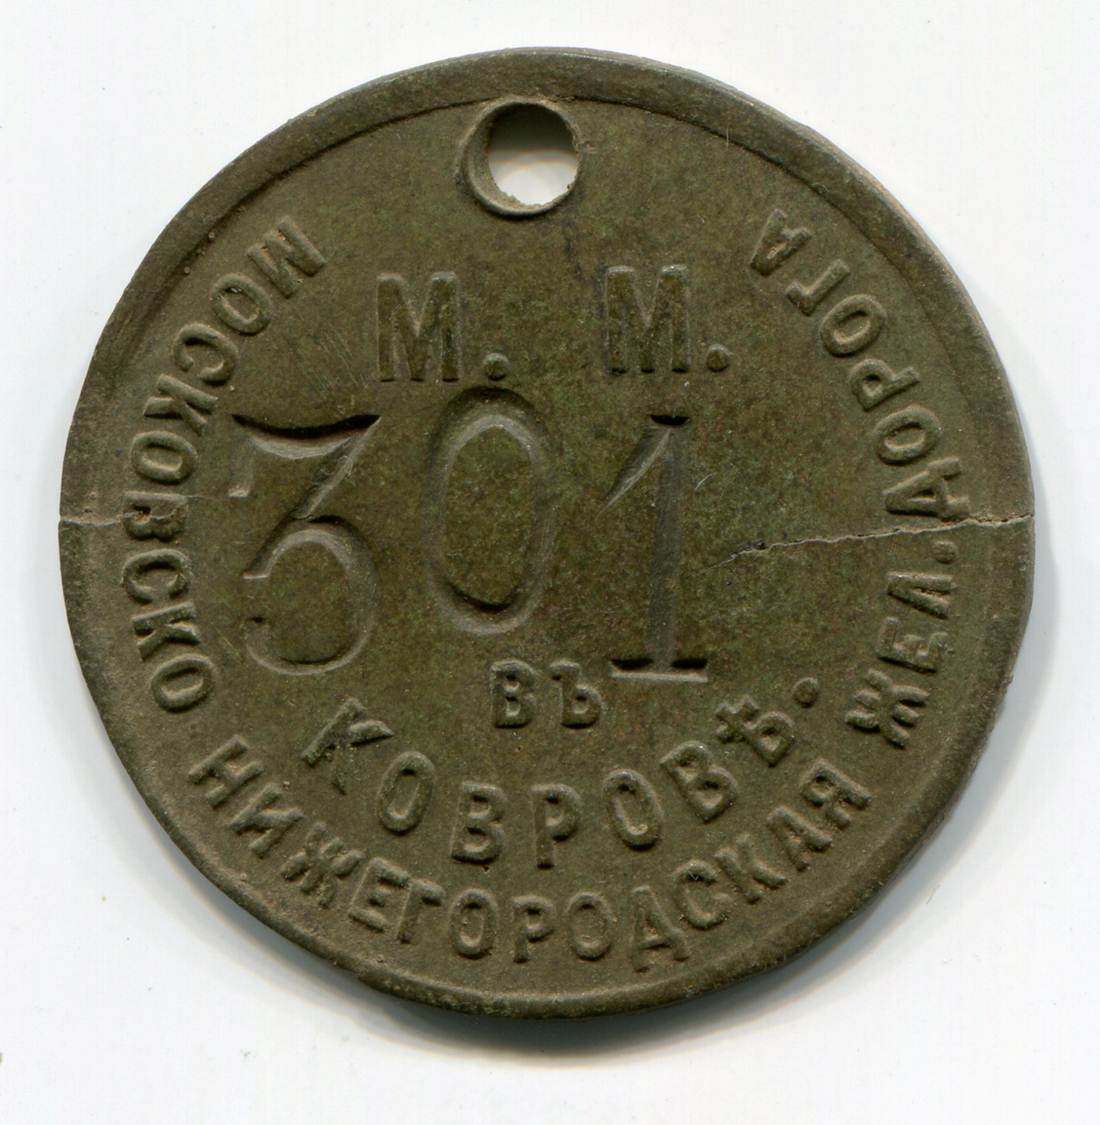 МОСКОВСКО НИЖЕГОРОДСКАЯ ЖЕЛ. ДОРОГА
М. М.
301
ВЪ
КОВРОВѢ.